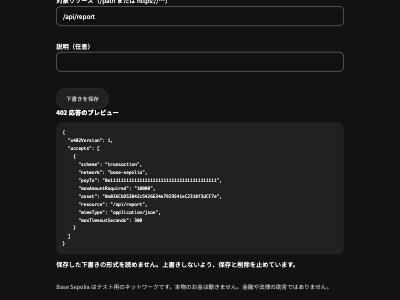 対象リソース（/path または https://…）
/api/report
説明（任意）
下書きを保存
402 応答のプレビュー
{
"x402Version": 1,
"accepts": [
{
"scheme": "transaction",
"network": "base-sepolia",
"payTo": "0x1111111111111111111111111111111111111111",
"maxAmountRequired": "10000",
"asset": "0x036CbD53842c5426634e7929541eC2318f3dCF7e",
"resource": "/api/report",
"mimeType": "application/json",
"maxTimeoutSeconds": 300
}
]
}
保存した下書きの形式を読めません。上書きしないよう、保存と削除を止めています。
Base Sepolia はテスト用のネットワークです。本物のお金は動きません。金融や法律の助言ではありません。